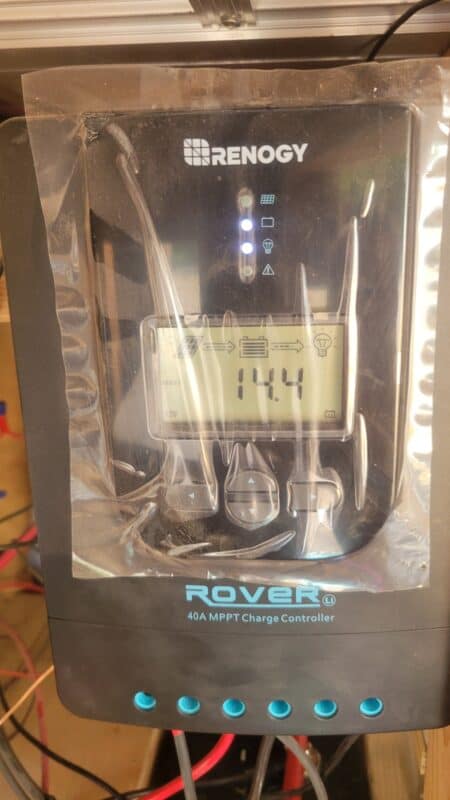 RENOGY
14.4
ROVER LI
40A MPPT Charge Controller